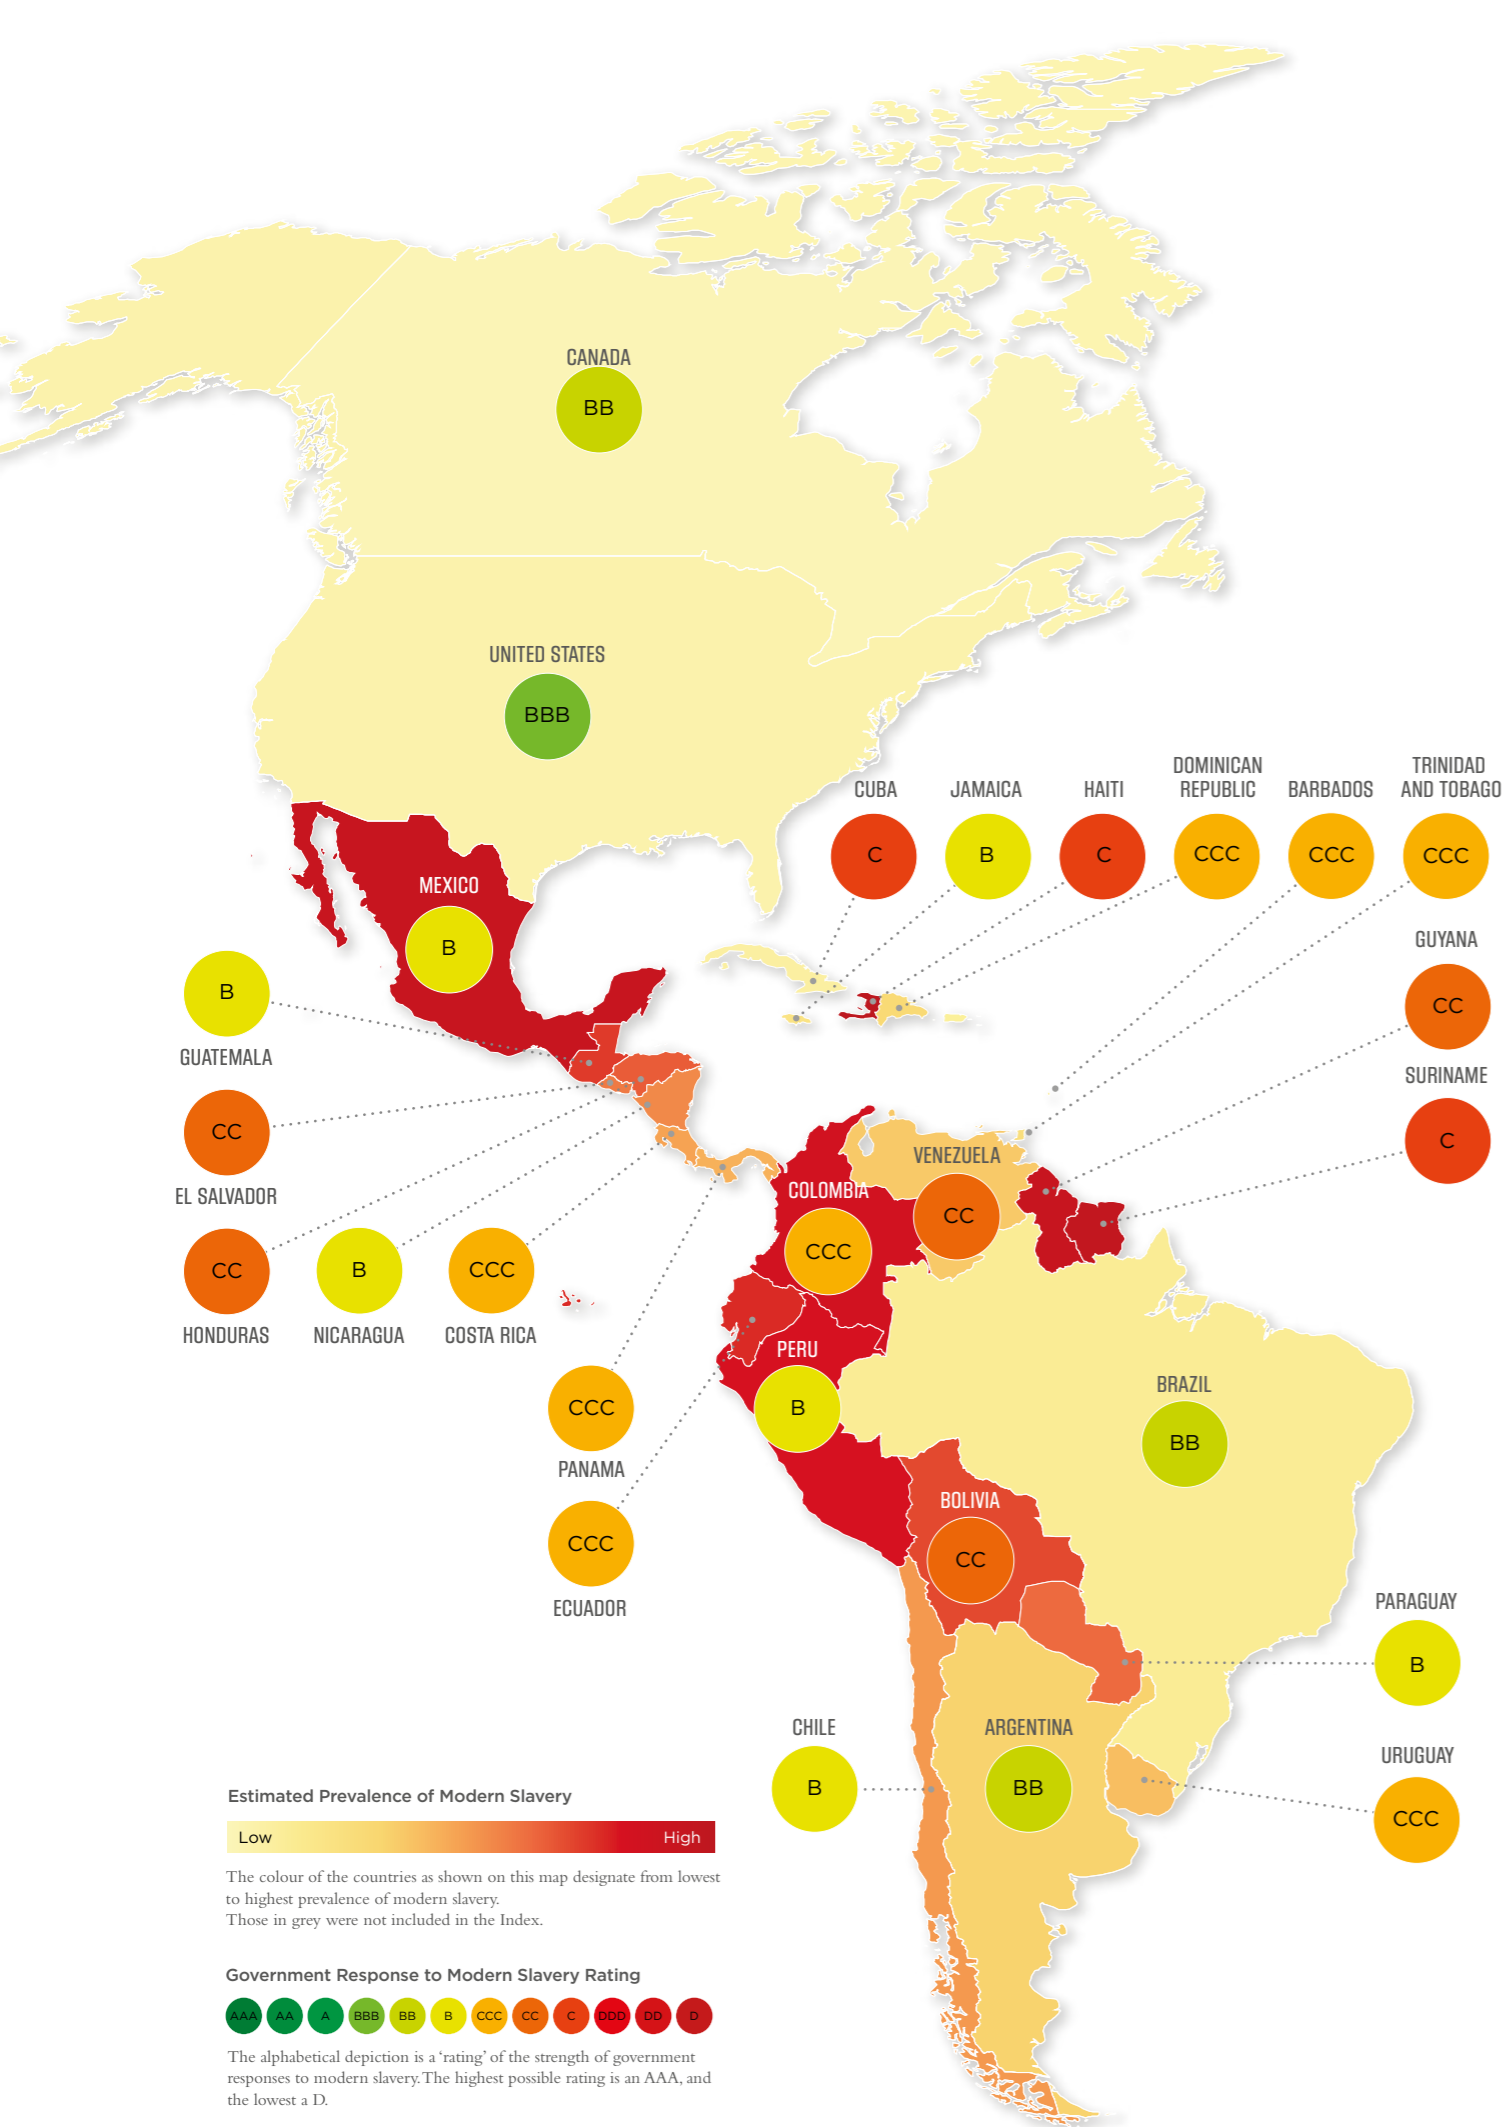 CANADA
BB
UNITED STATES
BBB
CUBA
C
JAMAICA
B
HAITI
C
DOMINICAN
REPUBLIC
CCC
BARBADOS
CCC
TRINIDAD
AND TOBAGO
CCC
MEXICO
B
GUYANA
CC
SURINAME
C
B
GUATEMALA
CC
EL SALVADOR
CC
HONDURAS
B
NICARAGUA
CCC
COSTA RICA
VENEZUELA
CC
COLOMBIA
CCC
PERU
B
CCC
PANAMA
CCC
ECUADOR
BRAZIL
BB
BOLIVIA
CC
PARAGUAY
B
CHILE
B
ARGENTINA
BB
URUGUAY
CCC
Estimated Prevalence of Modern Slavery
Low High
The colour of the countries as shown on this map designate from lowest
to highest prevalence of modern slavery.
Those in grey were not included in the Index.
Government Response to Modern Slavery Rating
AAA AA A BBB BB B CCC CC C DDD DD D
The alphabetical depiction is a ‘rating’ of the strength of government
responses to modern slavery. The highest possible rating is an AAA, and
the lowest a D.